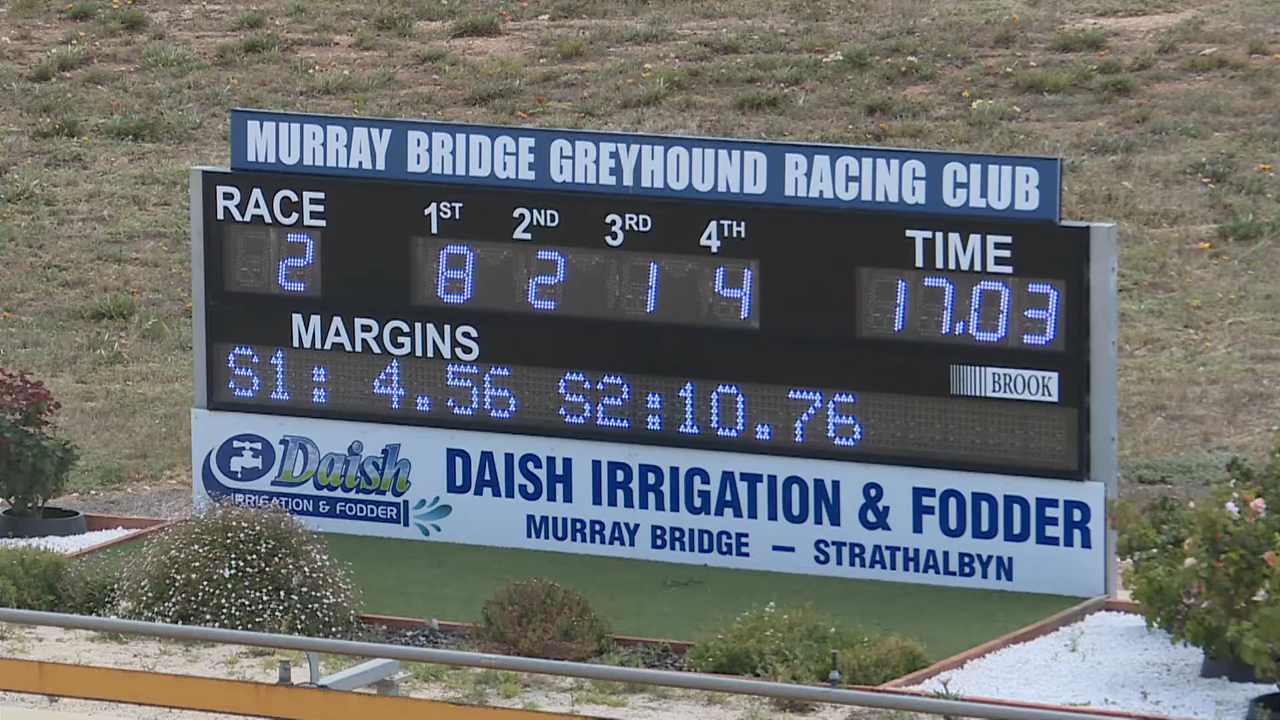 MURRAY BRIDGE GREYHOUND RACING CLUB
RACE 1ST 2ND 3RD 4TH TIME
2 8 2 1 4 17.03
MARGINS
BROOK
S1: 4.56 S2:10.76
Daish
IRRIGATION & FODDER
DAISH IRRIGATION & FODDER
MURRAY BRIDGE – STRATHALBYN